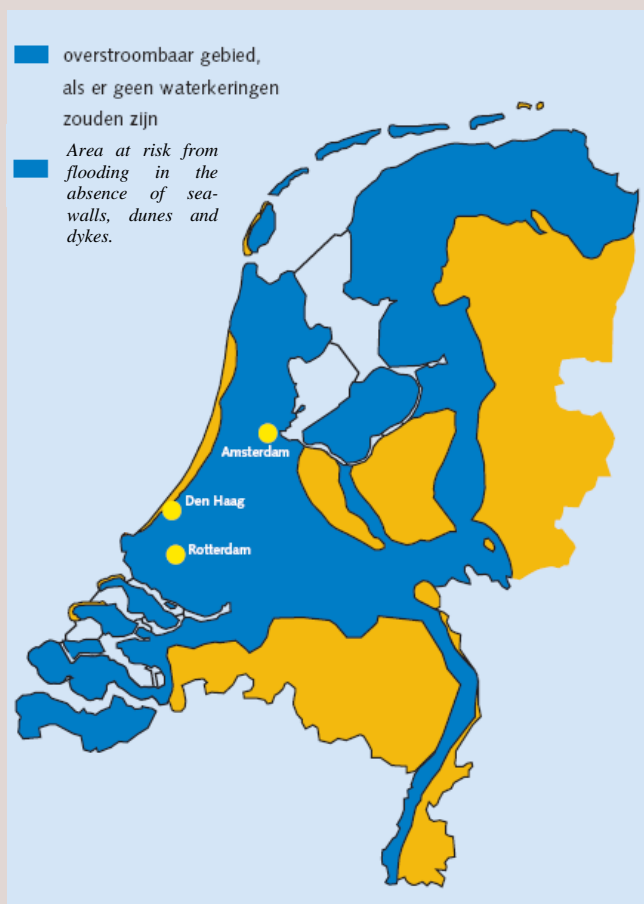 overstroombaar gebied,
als er geen waterkeringen
zouden zijn
Area at risk from
flooding in the
absence of sea-
walls, dunes and
dykes.
Amsterdam
Den Haag
Rotterdam